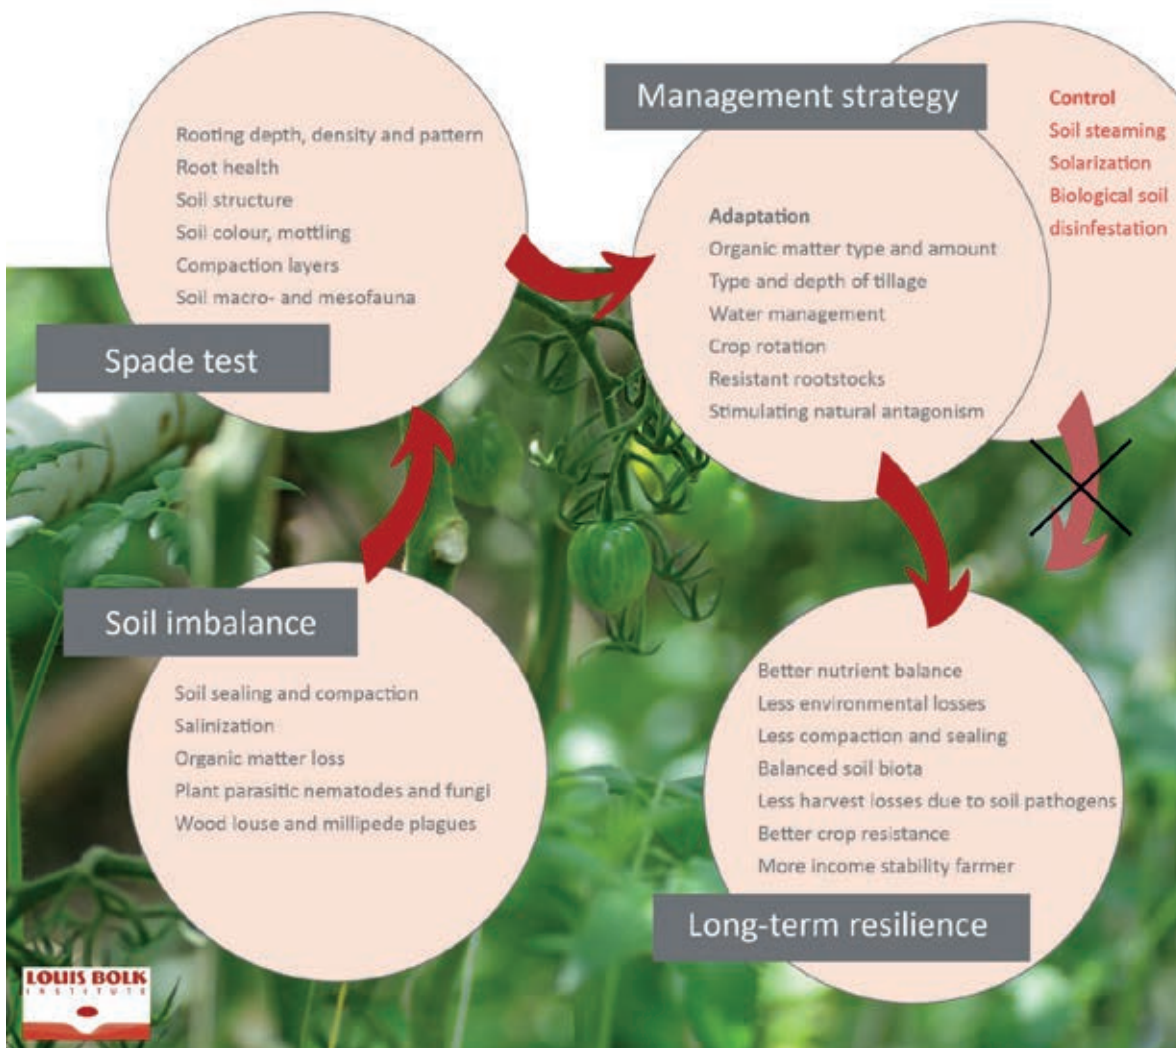 Rooting depth, density and pattern
Root health
Soil structure
Soil colour, mottling
Compaction layers
Soil macro- and mesofauna
Spade test
Management strategy
Adaptation
Organic matter type and amount
Type and depth of tillage
Water management
Crop rotation
Resistant rootstocks
Stimulating natural antagonism
Control
Soil steaming
Solarization
Biological soil
disinfestation
Soil imbalance
Soil sealing and compaction
Salinization
Organic matter loss
Plant parasitic nematodes and fungi
Wood louse and millipede plagues
Better nutrient balance
Less environmental losses
Less compaction and sealing
Balanced soil biota
Less harvest losses due to soil pathogens
Better crop resistance
More income stability farmer
Long-term resilience
LOUIS BOLK
INSTITUTE